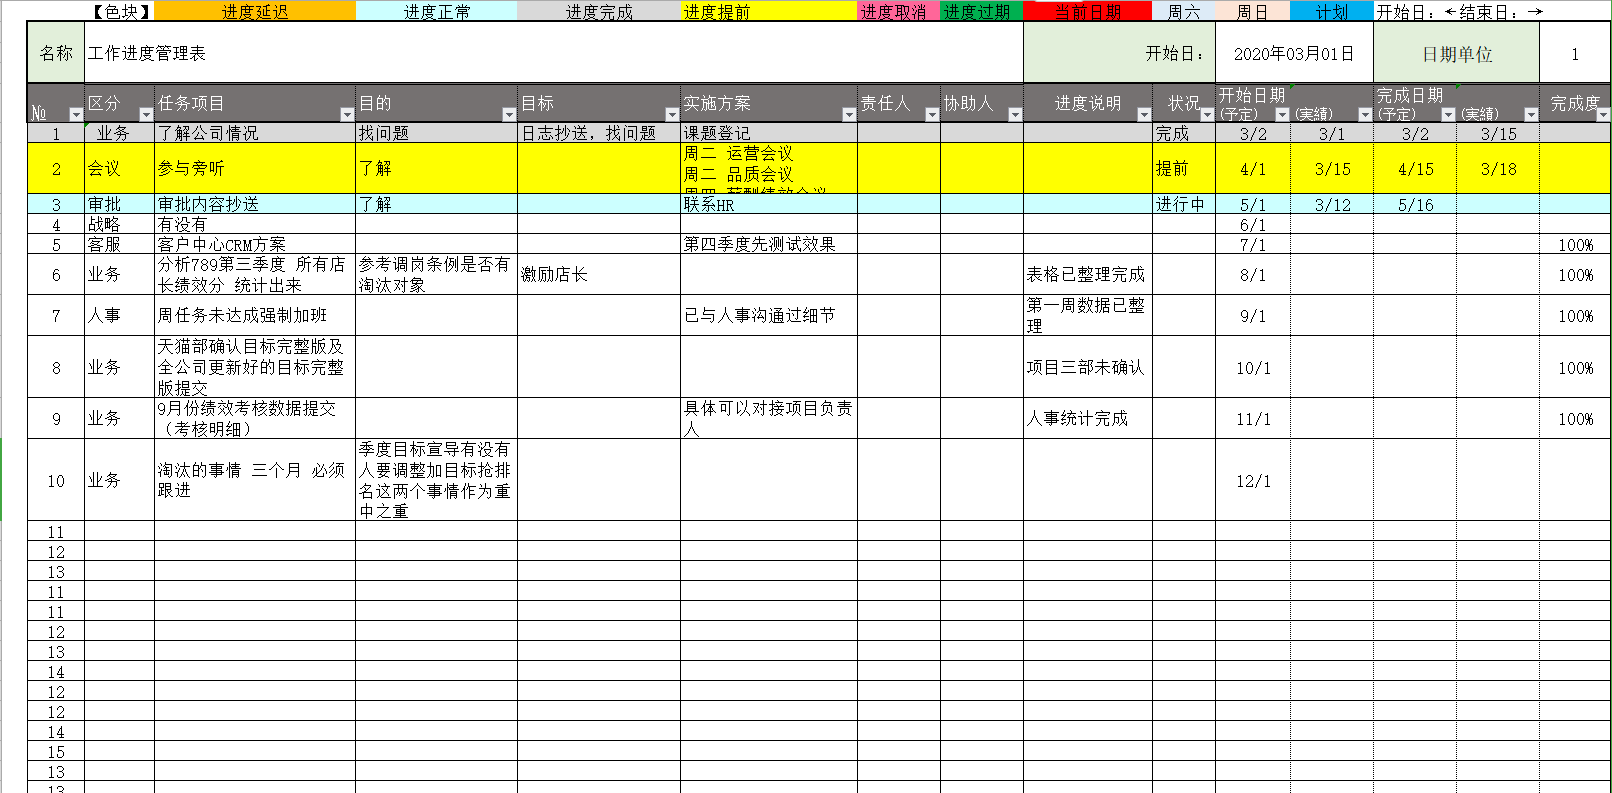 【色块】 进度延迟 进度正常 进度完成 进度提前 进度取消 进度过期 当前日期 周六 周日 计划 开始日：←结束日：→
名称 工作进度管理表 开始日： 2020年03月01日 日期单位 1
№ 区分 任务项目 目的 目标 实施方案 责任人 协助人 进度说明 状况 开始日期 完成日期 完成度
(予定) (実績) (予定) (実績)
1 业务 了解公司情况 找问题 日志抄送，找问题 课题登记 完成 3/2 3/1 3/2 3/15
周二 运营会议
2 会议 参与旁听 了解 周二 品质会议 提前 4/1 3/15 4/15 3/18
周四 薪酬绩效会议
3 审批 审批内容抄送 了解 联系HR 进行中 5/1 3/12 5/16
4 战略 有没有 6/1
5 客服 客户中心CRM方案 第四季度先测试效果 7/1 100%
6 业务 分析789第三季度 所有店
长绩效分 统计出来 参考调岗条例是否有
淘汰对象 激励店长 表格已整理完成 8/1 100%
7 人事 周任务未达成强制加班 已与人事沟通过细节 第一周数据已整
理 9/1 100%
8 业务 天猫部确认目标完整版及
全公司更新好的目标完整
版提交 项目三部未确认 10/1 100%
9 业务 9月份绩效考核数据提交
（考核明细） 具体可以对接项目负责
人 人事统计完成 11/1 100%
10 业务 淘汰的事情 三个月 必须
跟进 季度目标宣导有没有
人要调整加目标抢排
名这两个事情作为重
中之重 12/1
11
12
13
11
11
12
13
14
12
12
14
15
13
13